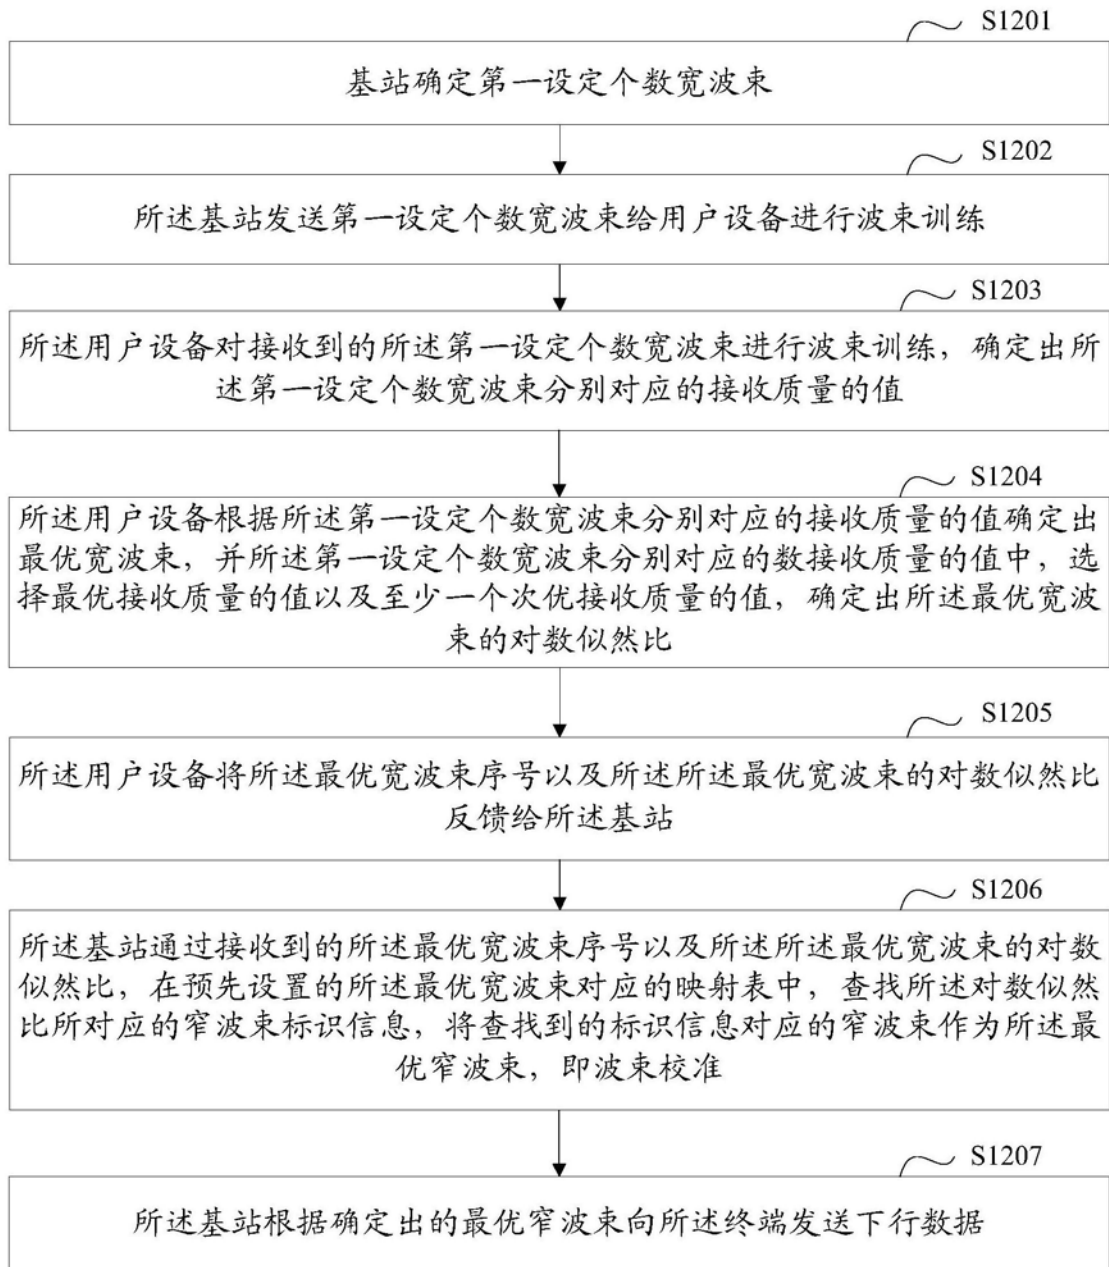 S1201
基站确定第一设定个数宽波束
S1202
所述基站发送第一设定个数宽波束给用户设备进行波束训练
S1203
所述用户设备对接收到的所述第一设定个数宽波束进行波束训练，确定出所
述第一设定个数宽波束分别对应的接收质量的值
S1204
所述用户设备根据所述第一设定个数宽波束分别对应的接收质量的值确定出
最优宽波束，并所述第一设定个数宽波束分别对应的数接收质量的值中，选
择最优接收质量的值以及至少一个次优接收质量的值，确定出所述最优宽波
束的对数似然比
S1205
所述用户设备将所述最优宽波束序号以及所述所述最优宽波束的对数似然比
反馈给所述基站
S1206
所述基站通过接收到的所述最优宽波束序号以及所述所述最优宽波束的对数
似然比，在预先设置的所述最优宽波束对应的映射表中，查找所述对数似然
比所对应的窄波束标识信息，将查找到的标识信息对应的窄波束作为所述最
优窄波束，即波束校准
S1207
所述基站根据确定出的最优窄波束向所述终端发送下行数据